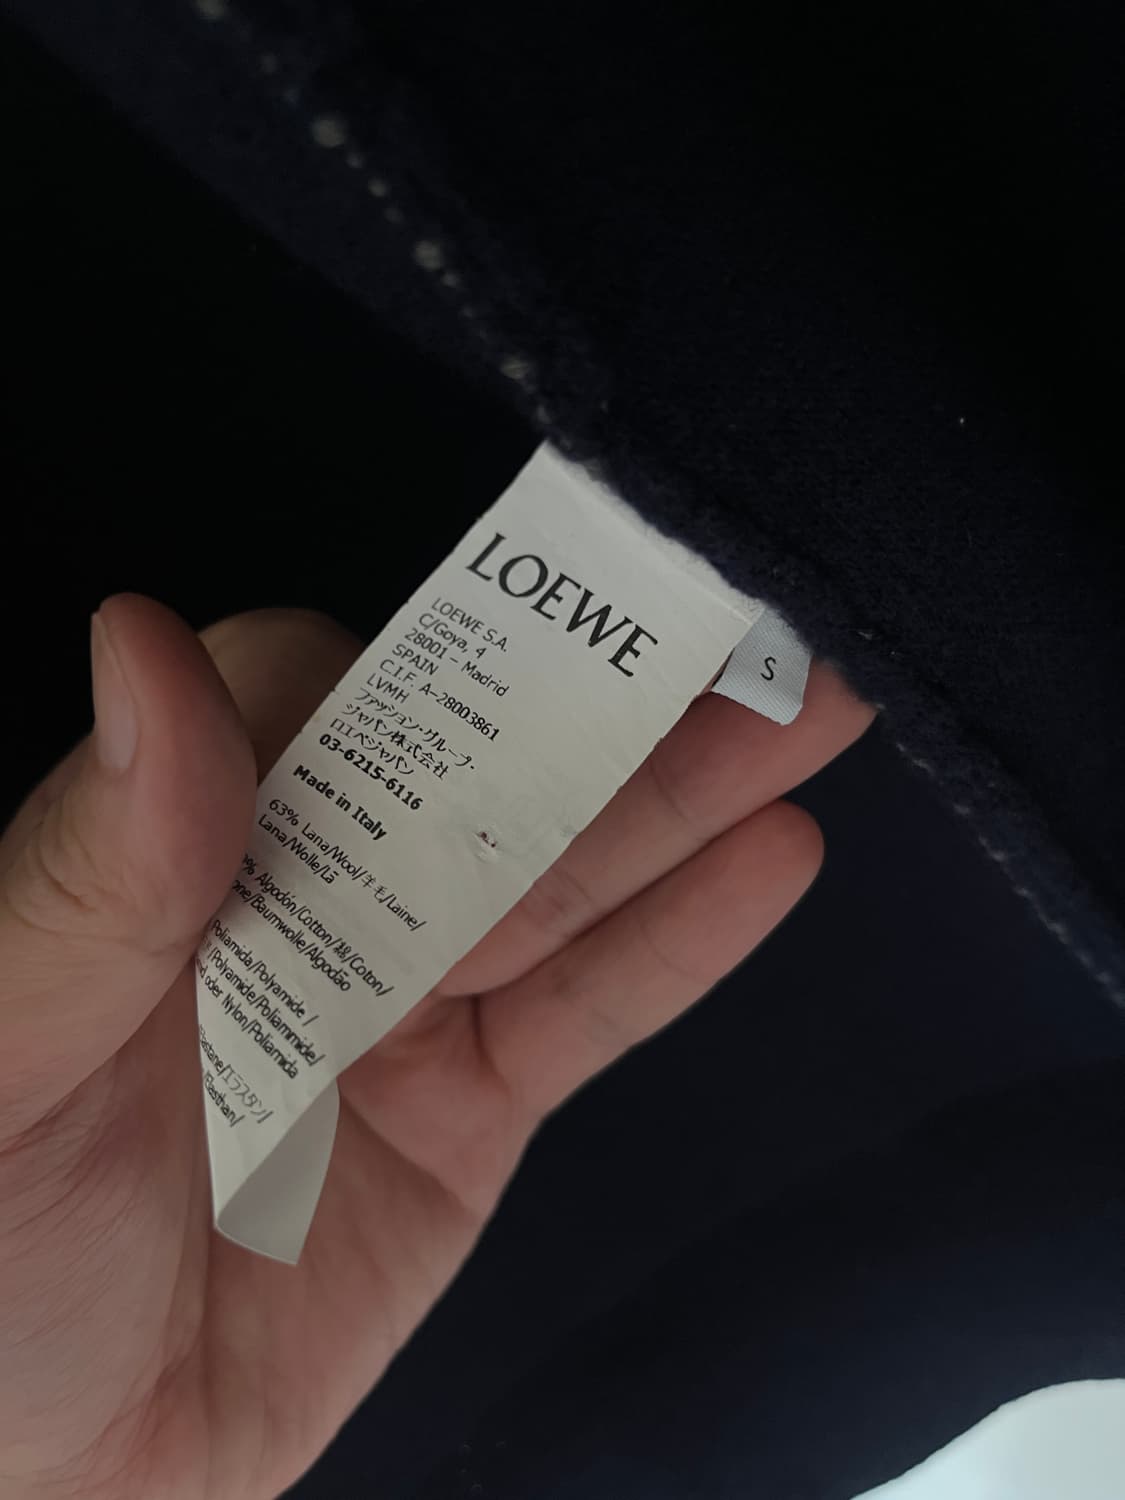 LOEWE
S
LOEWE S.A.
C/Goya, 4
28001 – Madrid
SPAIN
C.I.F. A-28003861
LVMH
ファッション・グループ・
ジャパン株式会社
ロエベジャパン
03-6215-6116
Made in Italy
63% Lana/Wool/羊毛/Laine/
Lana/Wolle/Lã
% Algodón/Cotton/綿/Coton/
one/Baumwolle/Algodão
Poliamida/Polyamide/
/Polyamide/Poliammide/
oder Nylon/Poliamida
Elastane/エラスタン/
/Elasthan/